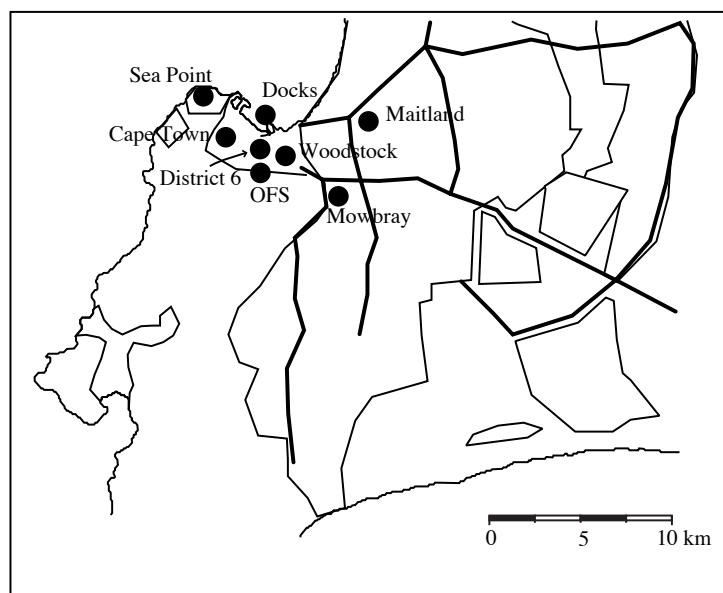 Sea Point
Docks
Cape Town
Maitland
Woodstock
District 6
OFS
Mowbray
0 5 10 km